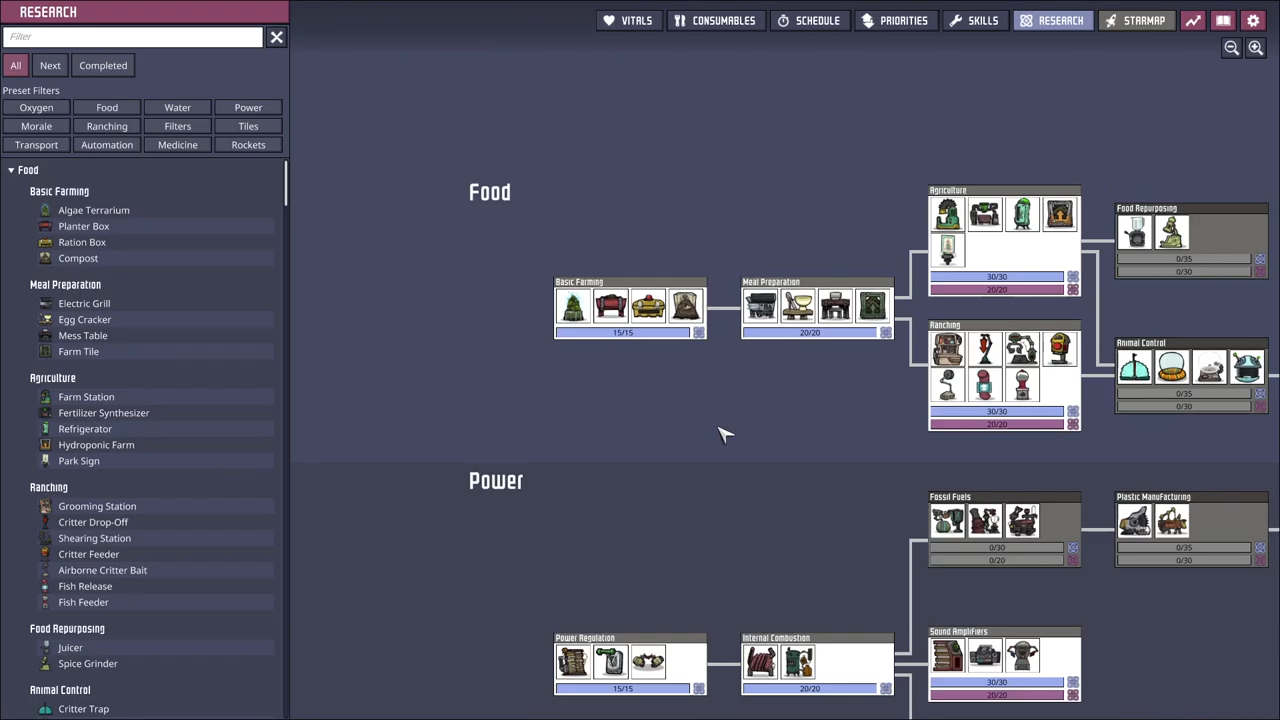 RESEARCH
VITALS
CONSUMABLES
SCHEDULE
PRIORITIES
SKILLS
RESEARCH
STARMAP
Filter
All
Next
Completed
Preset Filters
Oxygen
Food
Water
Power
Morale
Ranching
Filters
Tiles
Transport
Automation
Medicine
Rockets
Food
Basic Farming
Algae Terrarium
Planter Box
Ration Box
Compost
Meal Preparation
Electric Grill
Egg Cracker
Mess Table
Farm Tile
Agriculture
Farm Station
Fertilizer Synthesizer
Refrigerator
Hydroponic Farm
Park Sign
Ranching
Grooming Station
Critter Drop-Off
Shearing Station
Critter Feeder
Airborne Critter Bait
Fish Release
Fish Feeder
Food Repurposing
Juicer
Spice Grinder
Animal Control
Critter Trap
Food
Basic Farming
15/15
Meal Preparation
20/20
Agriculture
30/30
20/20
Ranching
30/30
20/20
Food Repurposing
0/35
0/30
Animal Control
0/35
0/30
Power
Power Regulation
15/15
Internal Combustion
20/20
Fossil Fuels
0/30
0/20
Sound Amplifiers
30/30
20/20
Plastic Manufacturing
0/35
0/30